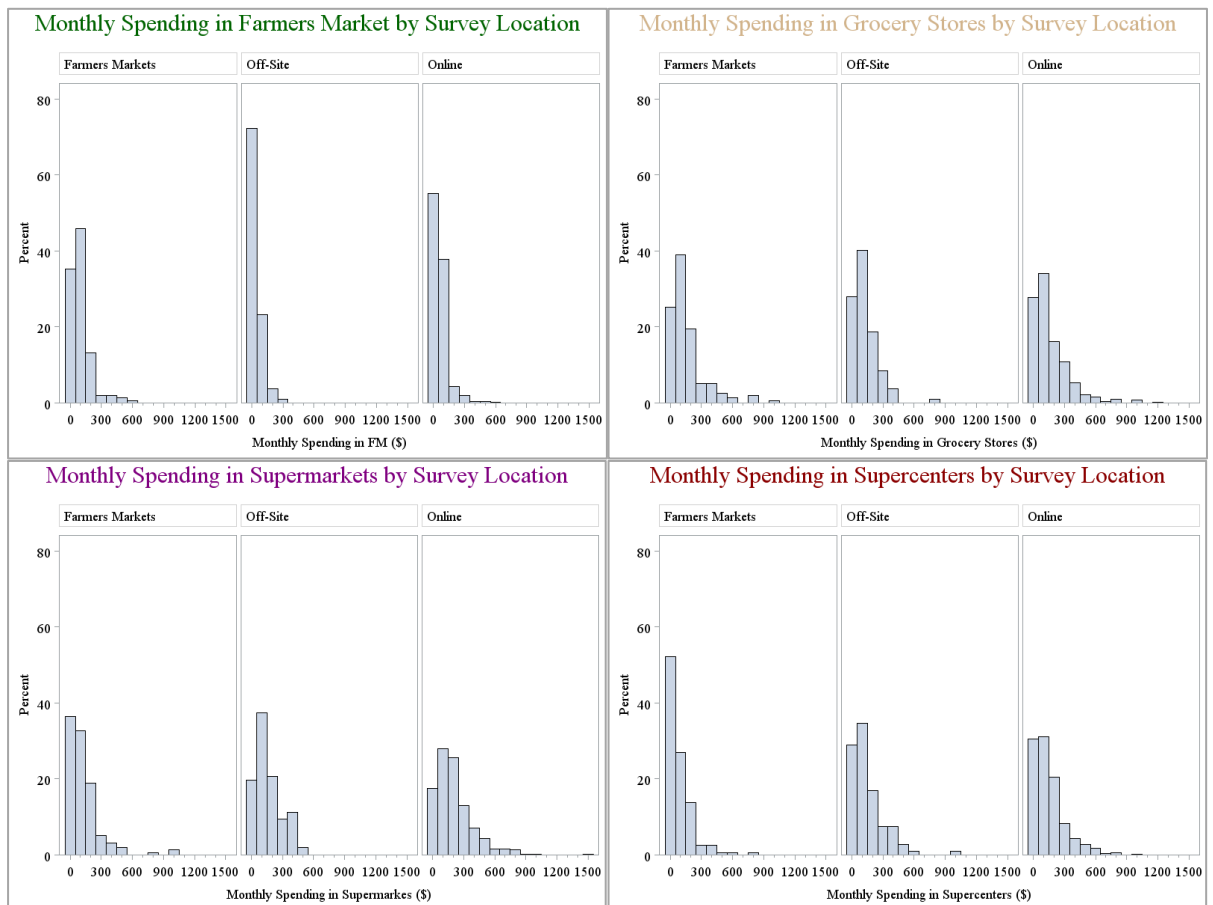 Monthly Spending in Farmers Market by Survey Location
Farmers Markets Off-Site Online
80
60
40
20
0
Percent
0 300 600 900 1200 1500 0 300 600 900 1200 1500 0 300 600 900 1200 1500
Monthly Spending in FM ($)
Monthly Spending in Grocery Stores by Survey Location
Farmers Markets Off-Site Online
80
60
40
20
0
Percent
0 300 600 900 1200 1500 0 300 600 900 1200 1500 0 300 600 900 1200 1500
Monthly Spending in Grocery Stores ($)
Monthly Spending in Supermarkets by Survey Location
Farmers Markets Off-Site Online
80
60
40
20
0
Percent
0 300 600 900 1200 1500 0 300 600 900 1200 1500 0 300 600 900 1200 1500
Monthly Spending in Supermarkes ($)
Monthly Spending in Supercenters by Survey Location
Farmers Markets Off-Site Online
80
60
40
20
0
Percent
0 300 600 900 1200 1500 0 300 600 900 1200 1500 0 300 600 900 1200 1500
Monthly Spending in Supercenters ($)